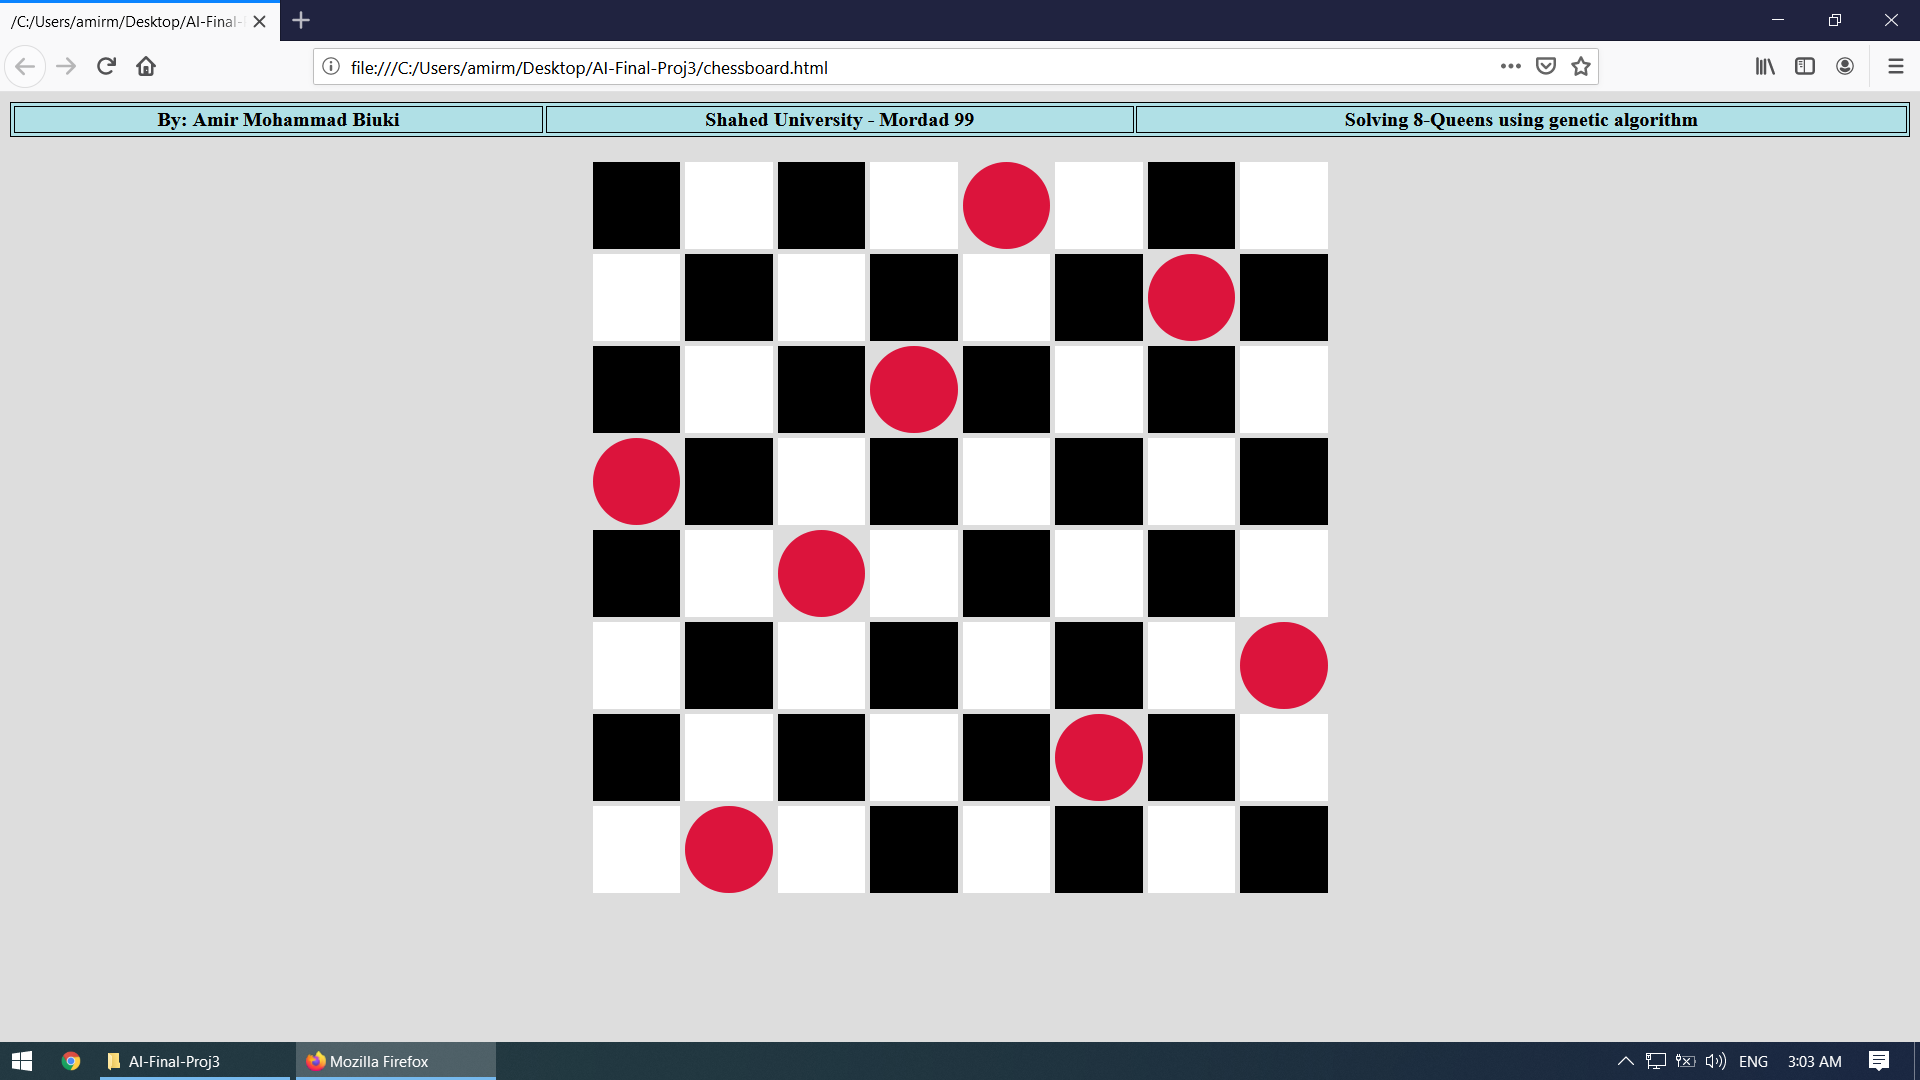 /C:/Users/amirm/Desktop/AI-Final-
file:///C:/Users/amirm/Desktop/AI-Final-Proj3/chessboard.html
By: Amir Mohammad Biuki
Shahed University - Mordad 99
Solving 8-Queens using genetic algorithm
AI-Final-Proj3
Mozilla Firefox
ENG
3:03 AM